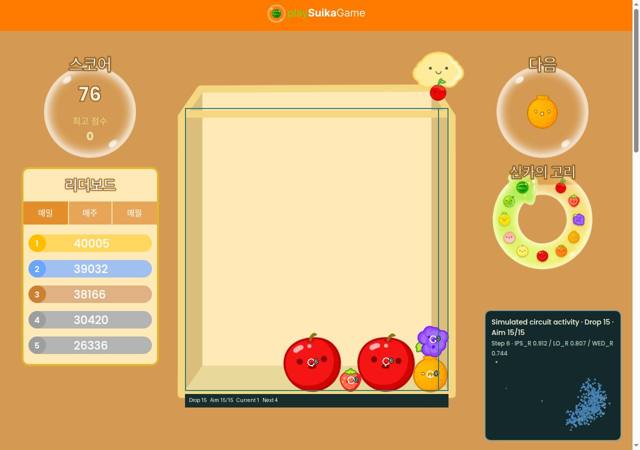 playSuikaGame
스코어
76
최고 점수
0
다음
리더보드
매일
매주
매월
1 40005
2 39032
3 38166
4 30420
5 26336
신카의 고리
Simulated circuit activity · Drop 15 ·
Aim 15/15
Step 6 · IPS_R 0.912 / LO_R 0.807 / WED_R
0.744
Drop 15 Aim 15/15 Current 1 Next 4